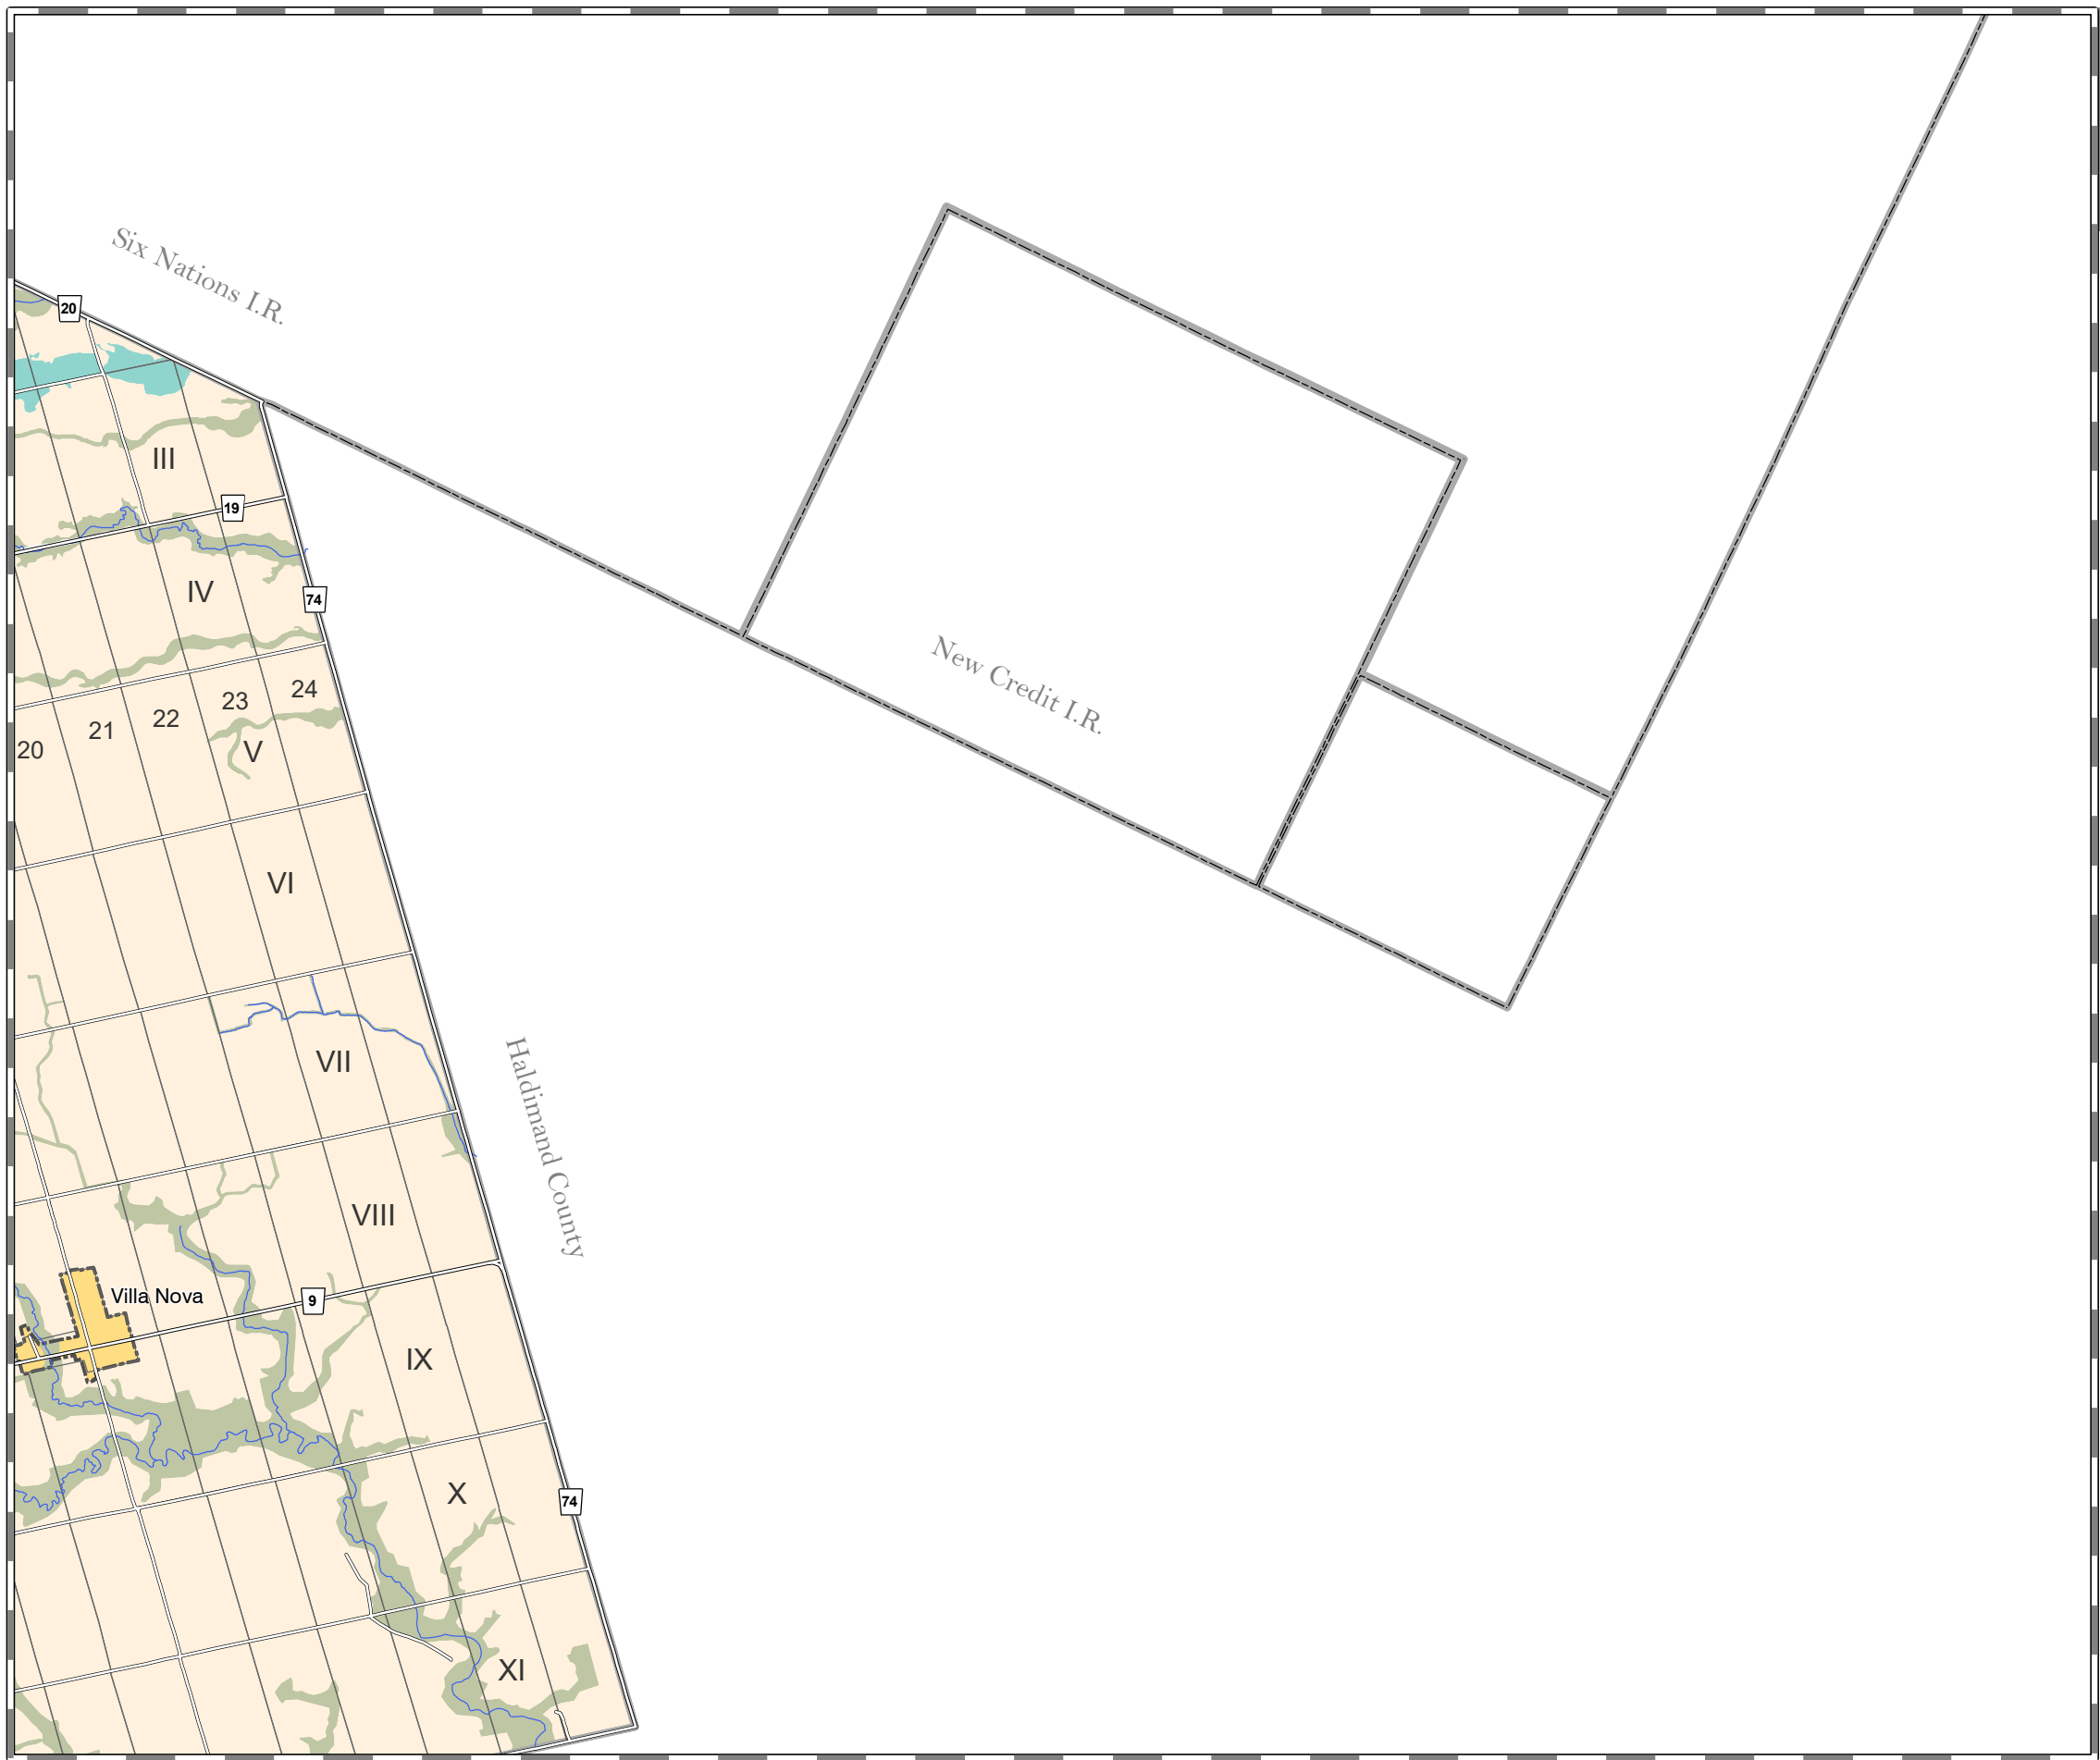 Six Nations I.R.
20
III
19
IV
74
New Credit I.R.
24
23
22
21
20
V
VI
Haldimand County
VII
VIII
Villa Nova
9
IX
X
74
XI